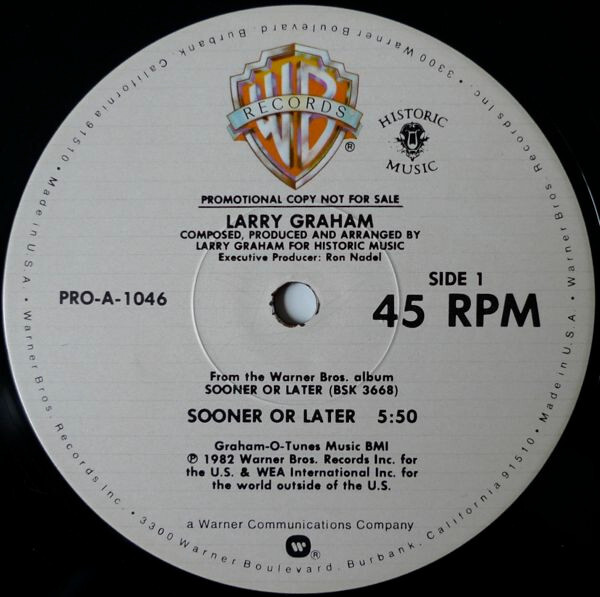 WB
RECORDS
®
HISTORIC
MUSIC
PROMOTIONAL COPY NOT FOR SALE
LARRY GRAHAM
COMPOSED, PRODUCED AND ARRANGED BY
LARRY GRAHAM FOR HISTORIC MUSIC
Executive Producer: Ron Nadel
PRO-A-1046
SIDE 1
45 RPM
From the Warner Bros. album
SOONER OR LATER (BSK 3668)
SOONER OR LATER 5:50
Graham-O-Tunes Music BMI
℗ 1982 Warner Bros. Records Inc. for
the U.S. & WEA International Inc. for
the world outside of the U.S.
a Warner Communications Company
®
Warner Bros. Records Inc. • 3300 Warner Boulevard, Burbank, California 91510 • Made in U.S.A. • Warner Bros. Records Inc. • 3300 Warner Boulevard, Burbank, California 91510 • Made in U.S.A. •